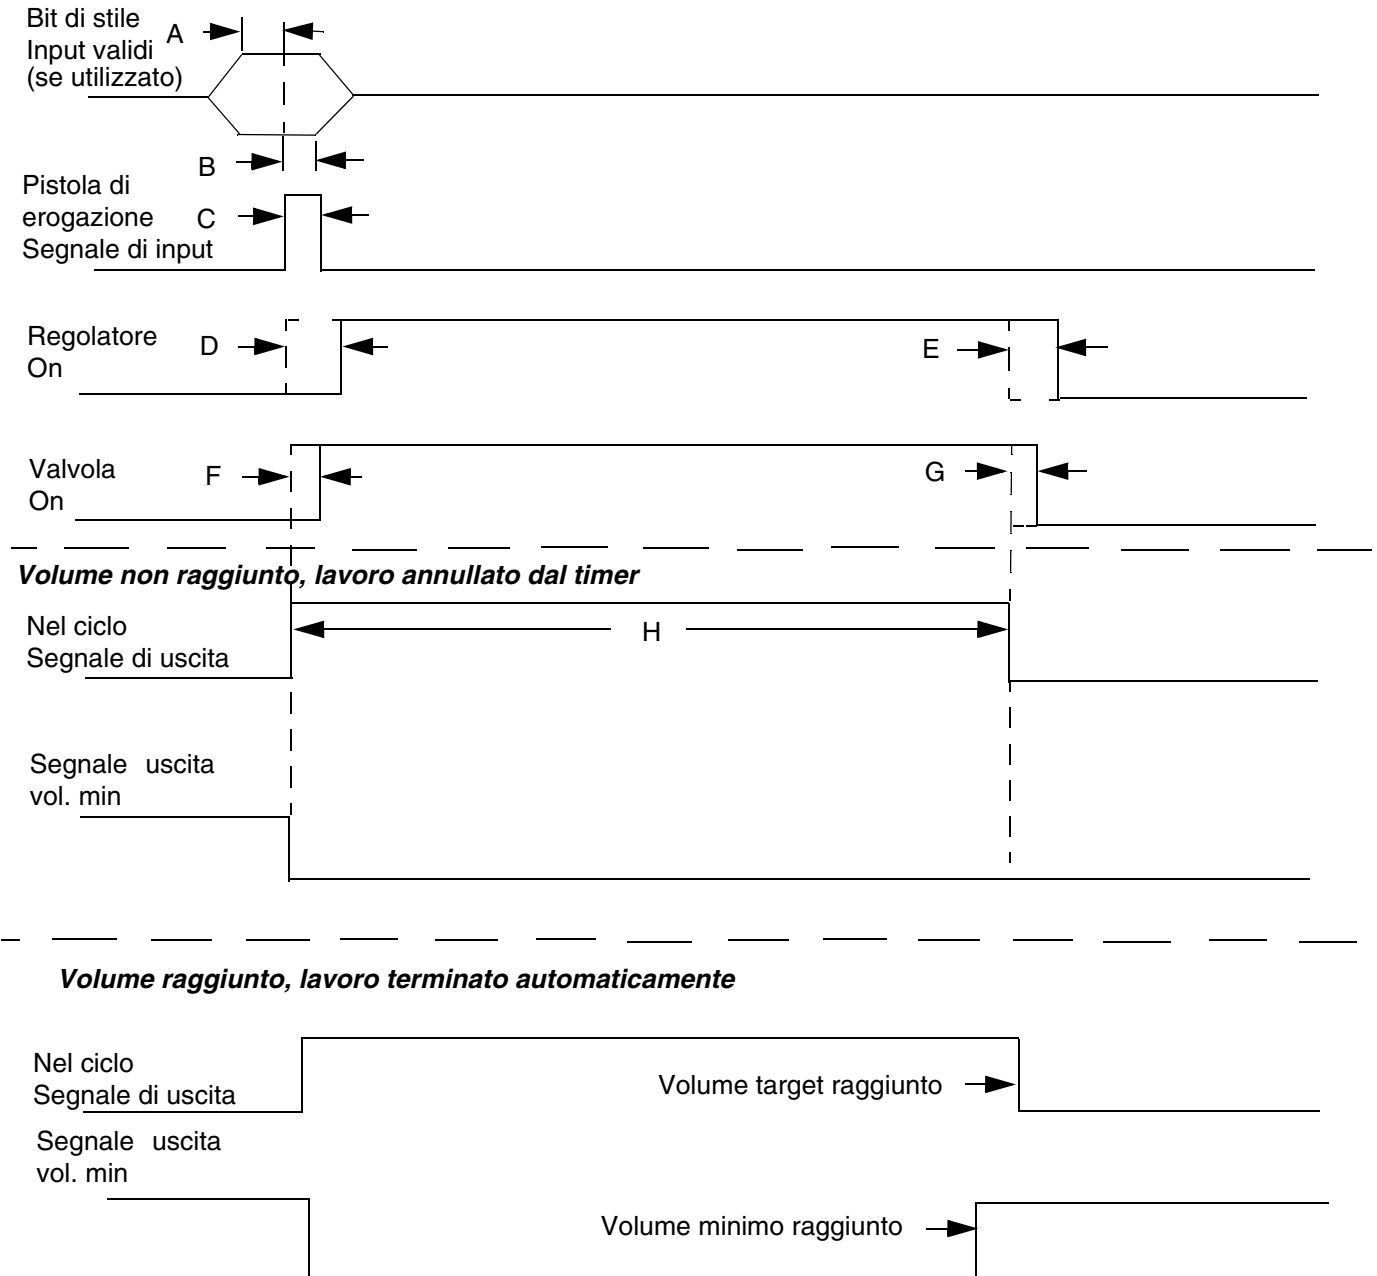 Bit di stile
Input validi
(se utilizzato)
A
B
Pistola di
erogazione
Segnale di input
C
Regolatore
On
D
E
Valvola
On
F
G
Volume non raggiunto, lavoro annullato dal timer
Nel ciclo
Segnale di uscita
H
Segnale uscita
vol. min
Volume raggiunto, lavoro terminato automaticamente
Nel ciclo
Segnale di uscita
Volume target raggiunto
Segnale uscita
vol. min
Volume minimo raggiunto